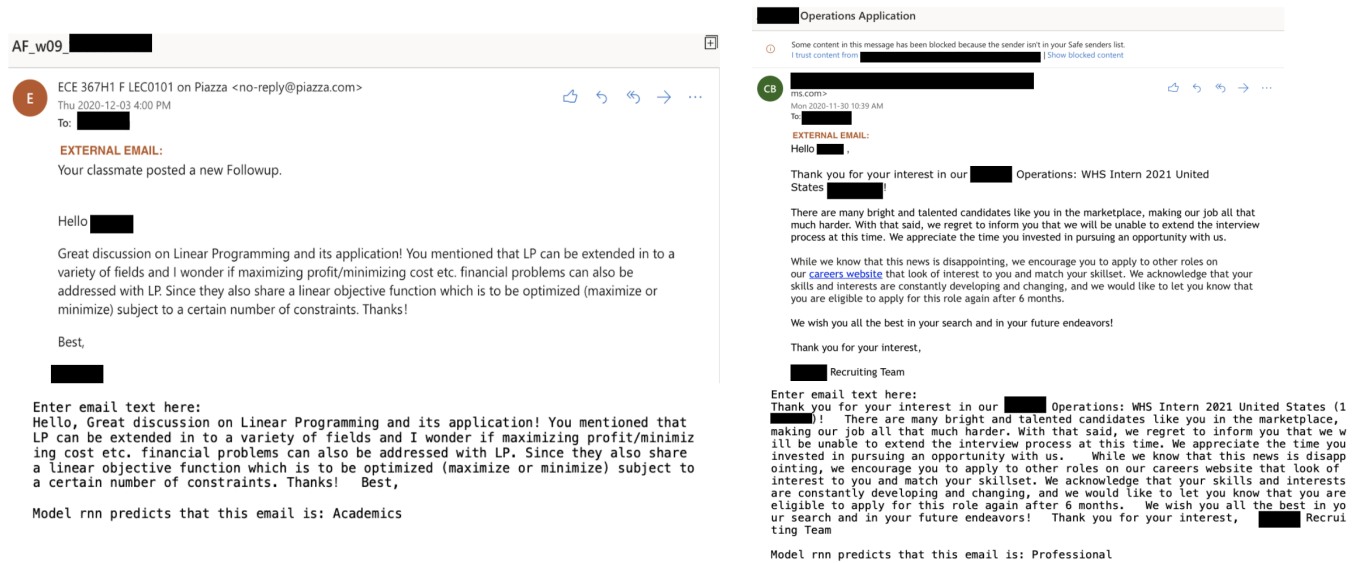 AF_w09_
E
ECE 367H1 F LEC0101 on Piazza <no-reply@piazza.com>
Thu 2020-12-03 4:00 PM
To:
EXTERNAL EMAIL:
Your classmate posted a new Followup.
Hello
Great discussion on Linear Programming and its application! You mentioned that LP can be extended in to a
variety of fields and I wonder if maximizing profit/minimizing cost etc. financial problems can also be
addressed with LP. Since they also share a linear objective function which is to be optimized (maximize or
minimize) subject to a certain number of constraints. Thanks!
Best,
Enter email text here:
Hello, Great discussion on Linear Programming and its application! You mentioned that
LP can be extended in to a variety of fields and I wonder if maximizing profit/minimiz
ing cost etc. financial problems can also be addressed with LP. Since they also share
a linear objective function which is to be optimized (maximize or minimize) subject to
a certain number of constraints. Thanks!   Best,
Model rnn predicts that this email is: Academics
Operations Application
Some content in this message has been blocked because the sender isn't in your Safe senders list.
I trust content from | Show blocked content
CB
ms.com>
Mon 2020-11-30 10:39 AM
To:
EXTERNAL EMAIL:
Hello ,
Thank you for your interest in our Operations: WHS Intern 2021 United
States !
There are many bright and talented candidates like you in the marketplace, making our job all that
much harder. With that said, we regret to inform you that we will be unable to extend the interview
process at this time. We appreciate the time you invested in pursuing an opportunity with us.
While we know that this news is disappointing, we encourage you to apply to other roles on
our careers website that look of interest to you and match your skillset. We acknowledge that your
skills and interests are constantly developing and changing, and we would like to let you know that
you are eligible to apply for this role again after 6 months.
We wish you all the best in your search and in your future endeavors!
Thank you for your interest,
Recruiting Team
Enter email text here:
Thank you for your interest in our Operations: WHS Intern 2021 United States (1
)!   There are many bright and talented candidates like you in the marketplace,
making our job all that much harder. With that said, we regret to inform you that we w
ill be unable to extend the interview process at this time. We appreciate the time you
invested in pursuing an opportunity with us.    While we know that this news is disapp
ointing, we encourage you to apply to other roles on our careers website that look of
interest to you and match your skillset. We acknowledge that your skills and interests
are constantly developing and changing, and we would like to let you know that you are
eligible to apply for this role again after 6 months.   We wish you all the best in yo
ur search and in your future endeavors!   Thank you for your interest,   Recrui
ting Team
Model rnn predicts that this email is: Professional